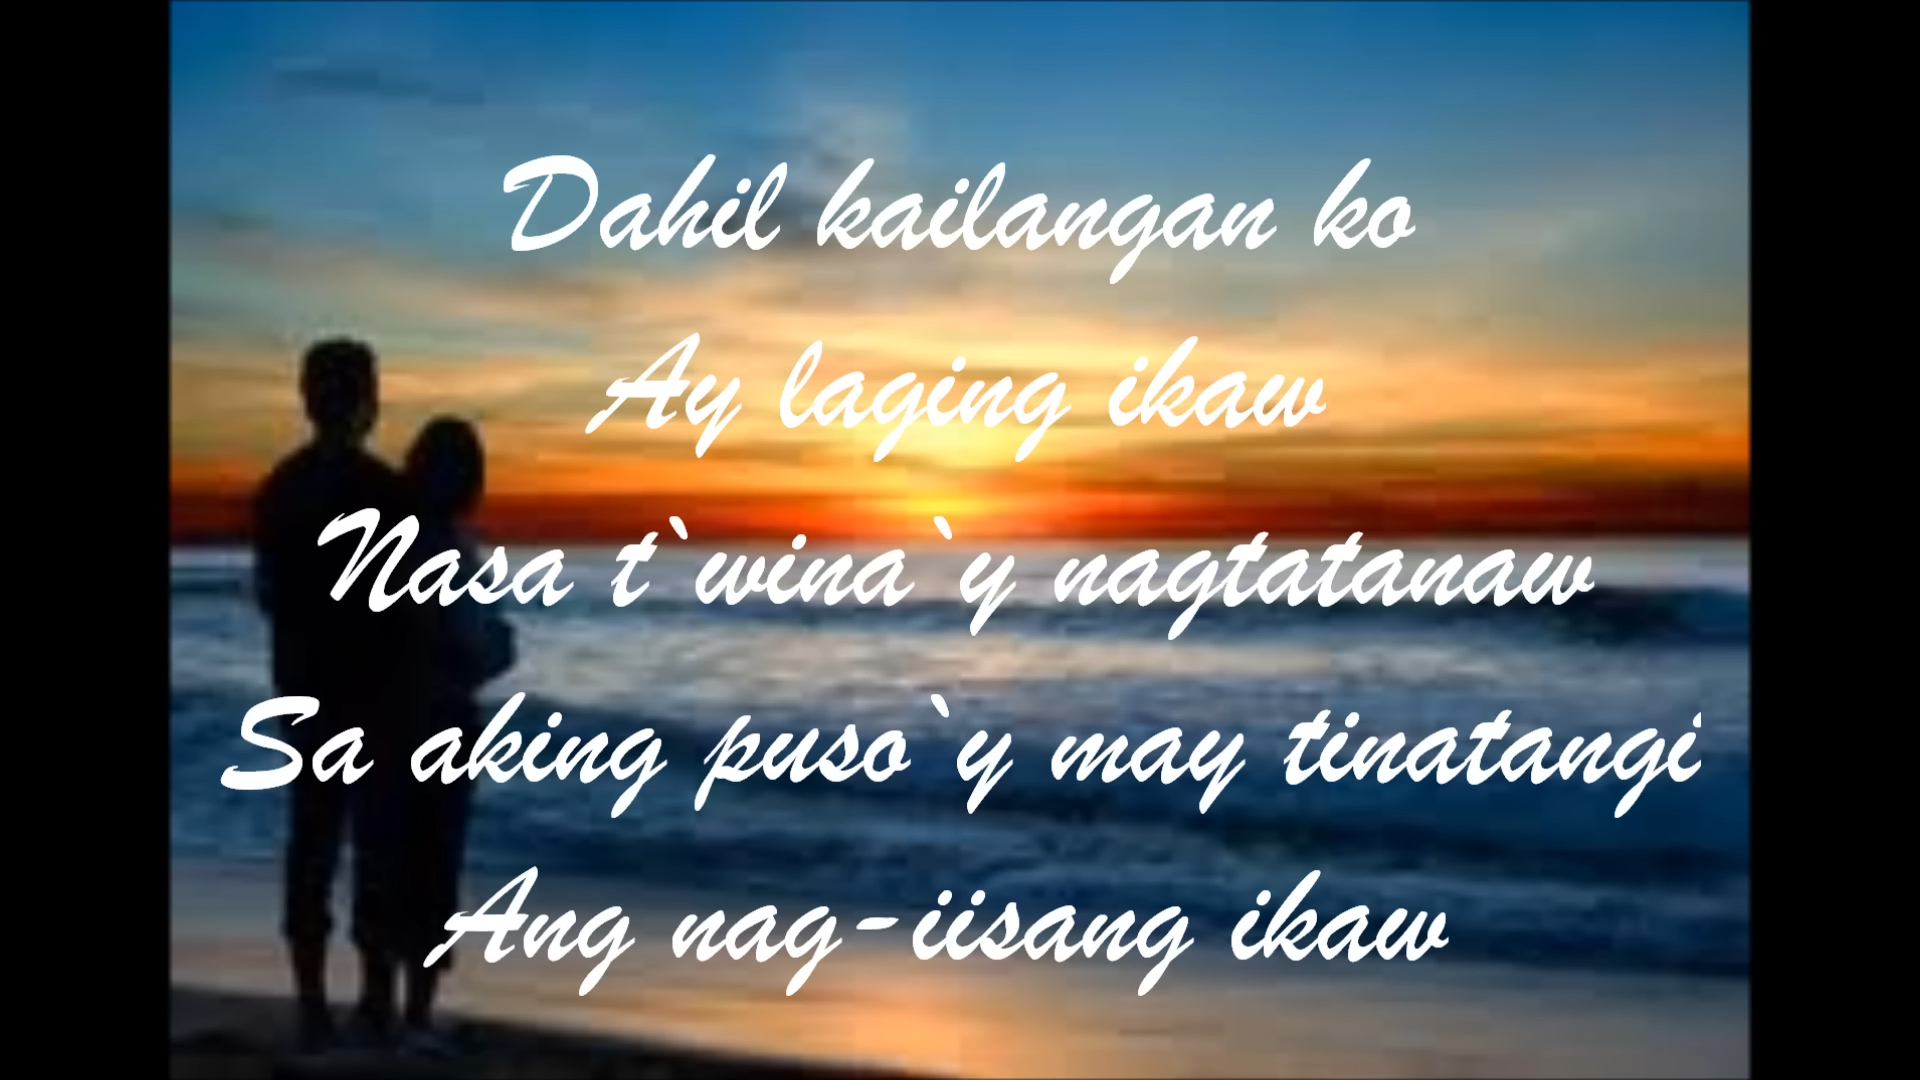 Dahil kailangan ko
Ay laging ikaw
Nasa t`wina`y nagtatanaw
Sa aking puso`y may tinatangi
Ang nag-iisang ikaw